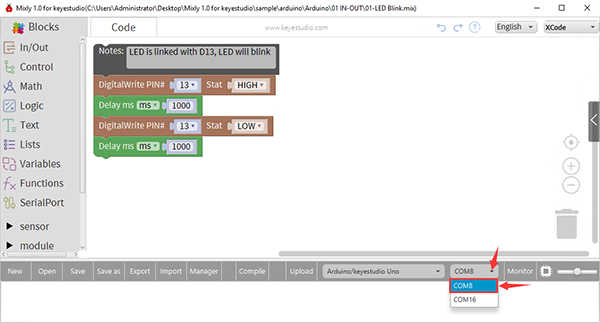 Mixly 1.0 for keyestudio(C:\Users\Administrator\Desktop\Mixly 1.0 for keyestudio\sample\arduino\Arduino\01 IN-OUT\01-LED Blink.mix)
Blocks Code www.keyestudio.com English XCode
In/Out
Control
Math
Logic
Text
Lists
Variables
Functions
SerialPort
sensor
module
Notes: LED is linked with D13, LED will blink
DigitalWrite PIN# 13 Stat HIGH
Delay ms ms 1000
DigitalWrite PIN# 13 Stat LOW
Delay ms ms 1000
New Open Save Save as Export Import Manager Compile Upload Arduino/keyestudio Uno COM8 Monitor
COM8
COM16